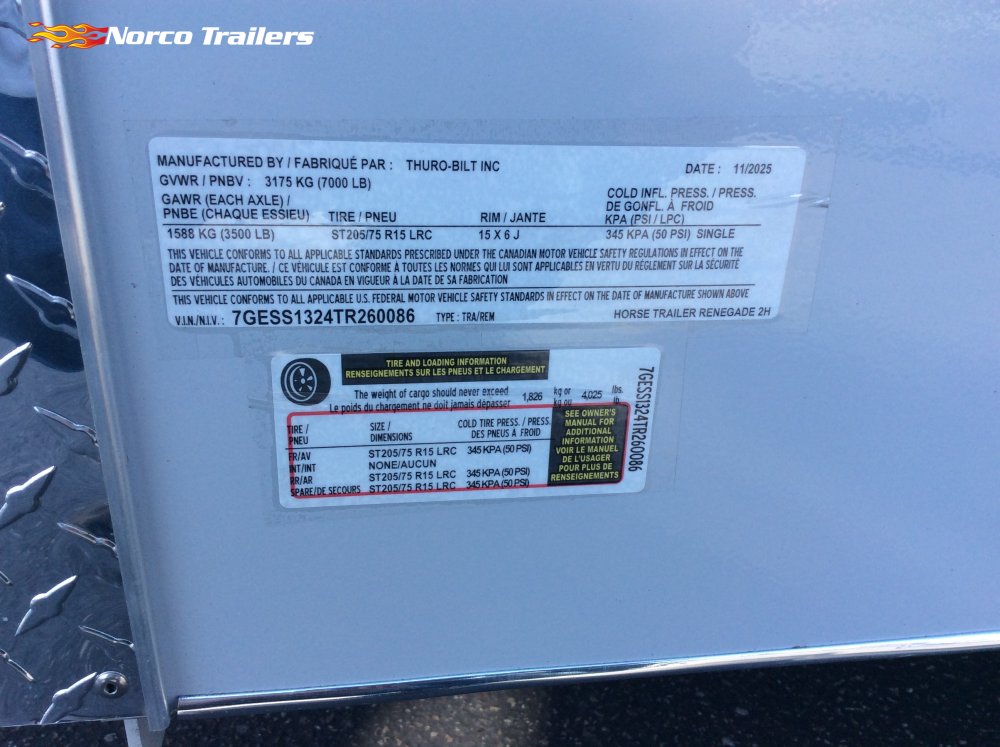 Norco Trailers
MANUFACTURED BY / FABRIQUÉ PAR : THURO-BILT INC DATE : 11/2025
GVWR / PNBV : 3175 KG (7000 LB)
GAWR (EACH AXLE) / PNBE (CHAQUE ESSIEU) TIRE / PNEU RIM / JANTE COLD INFL. PRESS. / PRESS. DE GONFL. À FROID KPA (PSI / LPC)
1588 KG (3500 LB) ST205/75 R15 LRC 15 X 6 J 345 KPA (50 PSI) SINGLE
THIS VEHICLE CONFORMS TO ALL APPLICABLE STANDARDS PRESCRIBED UNDER THE CANADIAN MOTOR VEHICLE SAFETY REGULATIONS IN EFFECT ON THE
DATE OF MANUFACTURE. / CE VÉHICULE EST CONFORME À TOUTES LES NORMES QUI LUI SONT APPLICABLES EN VERTU DU RÈGLEMENT SUR LA SÉCURITÉ
DES VÉHICULES AUTOMOBILES DU CANADA EN VIGUEUR À LA DATE DE SA FABRICATION
THIS VEHICLE CONFORMS TO ALL APPLICABLE U.S. FEDERAL MOTOR VEHICLE SAFETY STANDARDS IN EFFECT ON THE DATE OF MANUFACTURE SHOWN ABOVE
V.I.N./N.I.V.: 7GESS1324TR260086 TYPE : TRA/REM HORSE TRAILER RENEGADE 2H
TIRE AND LOADING INFORMATION
RENSEIGNEMENTS SUR LES PNEUS ET LE CHARGEMENT
The weight of cargo should never exceed 1,826 kg or 4,025 lbs.
Le poids du chargement ne doit jamais dépasser kg ou lb
TIRE / PNEU SIZE / DIMENSIONS COLD TIRE PRESS./ PRESS. DES PNEUS À FROID
FR/AV ST205/75 R15 LRC 345 KPA (50 PSI)
INT/INT NONE/AUCUN
RR/AR ST205/75 R15 LRC 345 KPA (50 PSI)
SPARE/DE SECOURS ST205/75 R15 LRC 345 KPA (50 PSI)
SEE OWNER'S
MANUAL FOR
ADDITIONAL
INFORMATION
VOIR LE MANUEL
DE L'USAGER
POUR PLUS DE
RENSEIGNEMENTS
7GESS1324TR260086